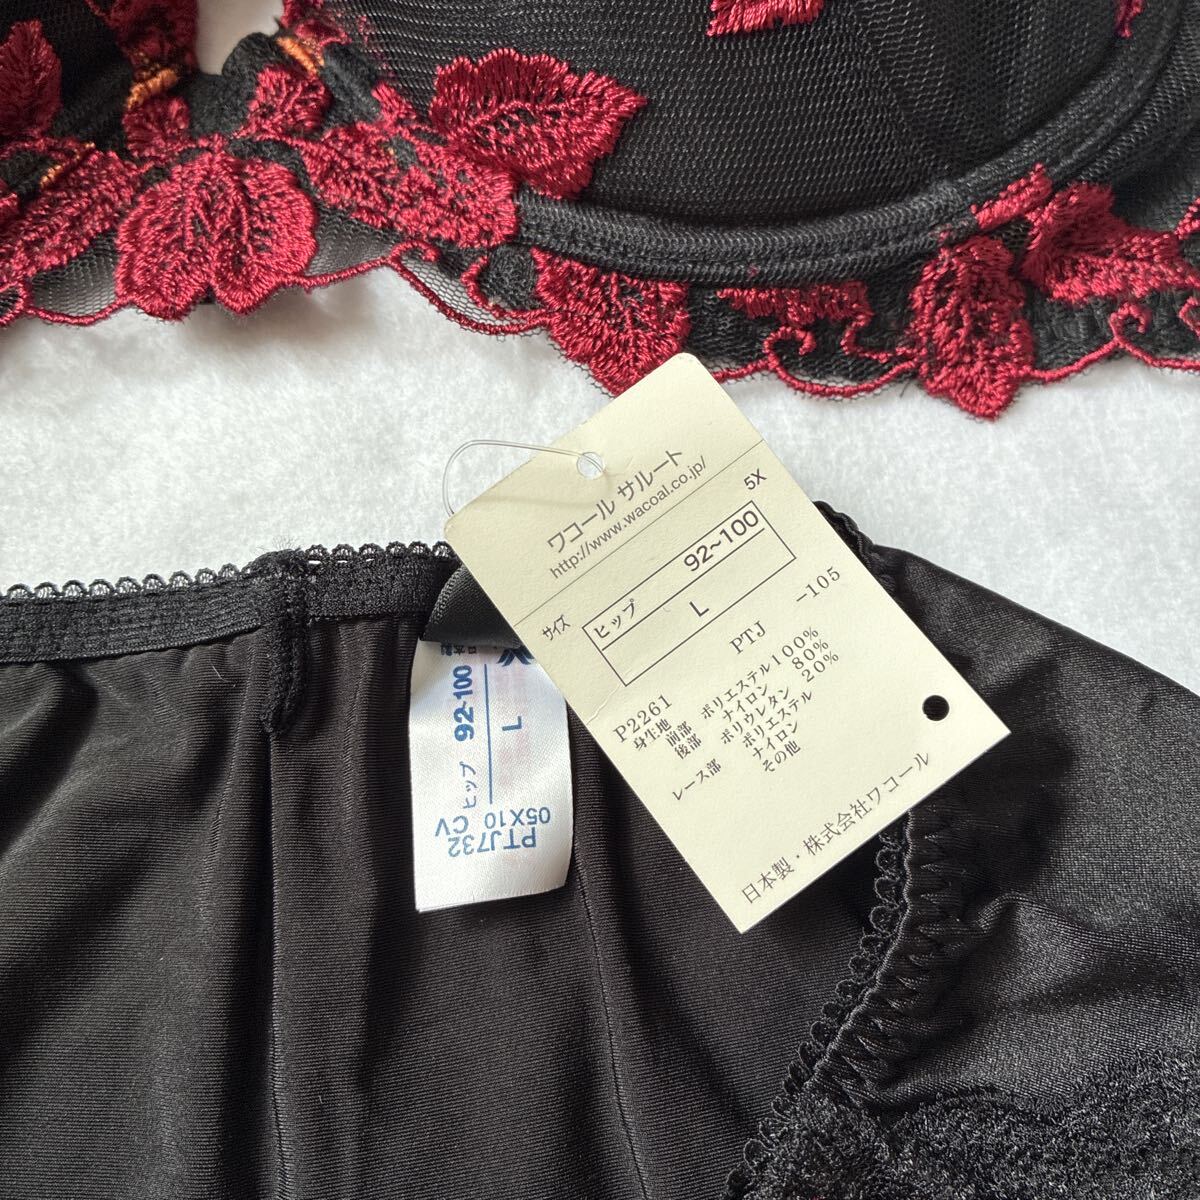 ワコール サルート
http://www.wacoal.co.jp/
5X
サイズ
ヒップ 92~100
L
PTJ -105
P2261
身生地
前部 ポリエステル100%
後部 ナイロン 80%
ポリウレタン 20%
レース部 ポリエステル
ナイロン
その他
日本製・株式会社ワコール
ヒップ 92-100
L
PTJ732
05X10 CV